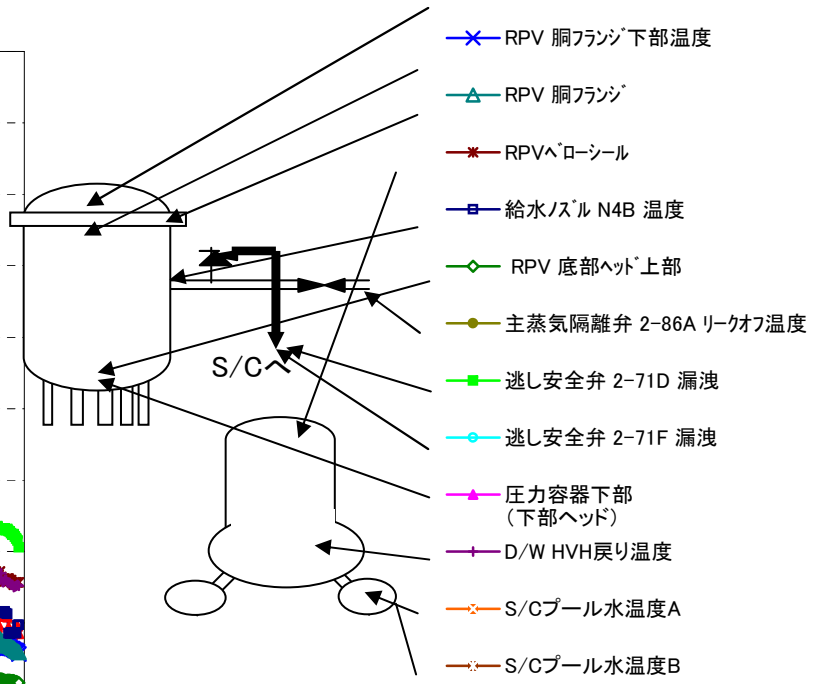 RPV 胴ﾌﾗﾝｼﾞ下部温度
RPV 胴ﾌﾗﾝｼﾞ
RPVﾍﾞﾛｰｼｰﾙ
給水ﾉｽﾞﾙ N4B 温度
RPV 底部ﾍｯﾄﾞ上部
主蒸気隔離弁 2-86A ﾘｰｸｵﾌ温度
S/Cへ
逃し安全弁 2-71D 漏洩
逃し安全弁 2-71F 漏洩
圧力容器下部
（下部ヘッド）
D/W HVH戻り温度
S/Cプール水温度A
S/Cプール水温度B